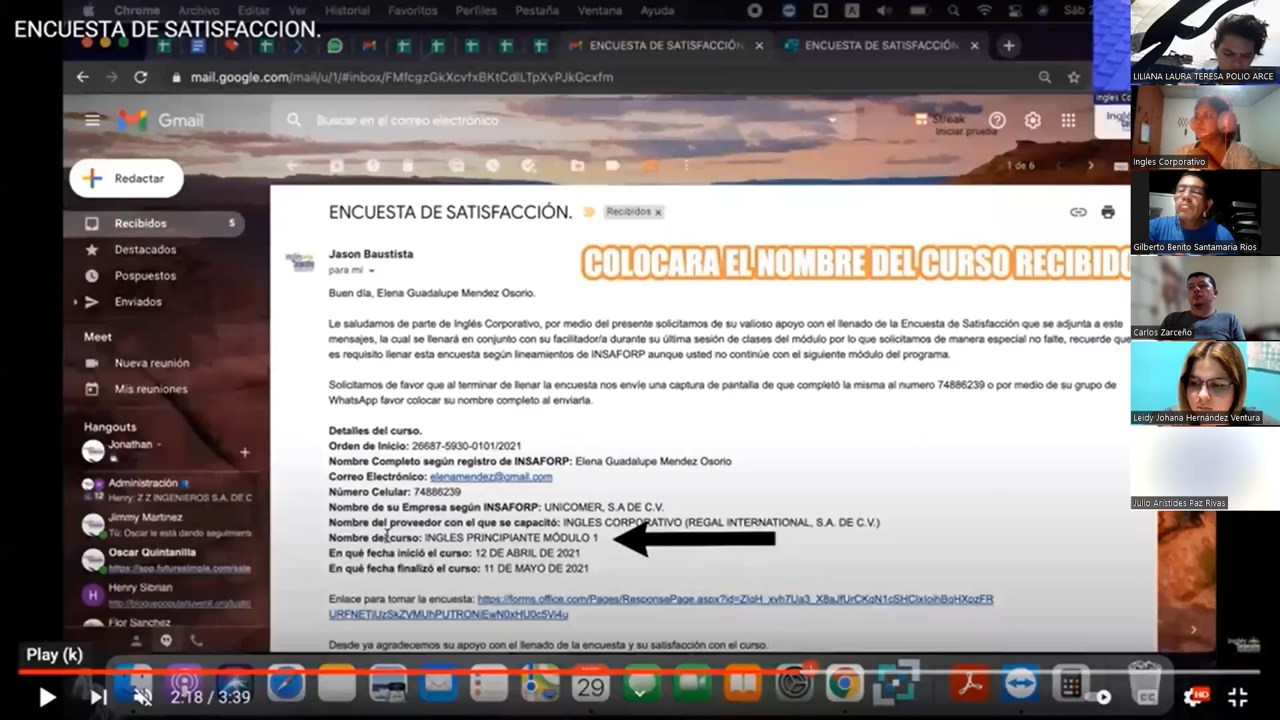 Chrome Archivo Editar Ver Historial Favoritos Perfiles Pestaña Ventana Ayuda
ENCUESTA DE SATISFACCION.
ENCUESTA DE SATISFACCIÓN
ENCUESTA DE SATISFACCIÓN
Gmail
Buscar en el correo electrónico
Streak
Iniciar prueba
Redactar
1 de 6
Recibidos 5
Destacados
Pospuestos
Enviados
Meet
Nueva reunión
Mis reuniones
Hangouts
Jonathan
Administración
Jimmy Martinez
Oscar Quintanilla
Henry Sibrian
Flor Sanchez
ENCUESTA DE SATISFACCIÓN.
Recibidos x
Jason Baustista
para mí
COLOCARA EL NOMBRE DEL CURSO RECIBIDO
Buen día, Elena Guadalupe Mendez Osorio.
Le saludamos de parte de Inglés Corporativo, por medio del presente solicitamos de su valioso apoyo con el llenado de la Encuesta de Satisfacción que se adjunta a este
mensajes, la cual se llenará en conjunto con su facilitador/a durante su última sesión de clases del módulo por lo que solicitamos de manera especial no falte, recuerde que
es requisito llenar esta encuesta según lineamientos de INSAFORP aunque usted no continúe con el siguiente módulo del programa.
Solicitamos de favor que al terminar de llenar la encuesta nos envíe una captura de pantalla de que completó la misma al numero 74886239 o por medio de su grupo de
WhatsApp favor colocar su nombre completo al enviarla.
Detalles del curso.
Orden de Inicio: 26687-5930-0101/2021
Nombre Completo según registro de INSAFORP: Elena Guadalupe Mendez Osorio
Correo Electrónico: elenamendez@gmail.com
Número Celular: 74886239
Nombre de su Empresa según INSAFORP: UNICOMER, S.A DE C.V.
Nombre del proveedor con el que se capacitó: INGLES CORPORATIVO (REGAL INTERNATIONAL, S.A. DE C.V.)
Nombre del curso: INGLES PRINCIPIANTE MÓDULO 1
En qué fecha inició el curso: 12 DE ABRIL DE 2021
En qué fecha finalizó el curso: 11 DE MAYO DE 2021
Enlace para tomar la encuesta:
Desde ya agradecemos su apoyo con el llenado de la encuesta y su satisfacción con el curso.
Play (k)
2:18 / 3:39
29
HD
LILIANA LAURA TERESA POLIO ARCE
Ingles Corporativo
Gilberto Benito Santamaria Rios
Carlos Zarceño
Leidy Johana Hernández Ventura
Julio Aristides Paz Rivas